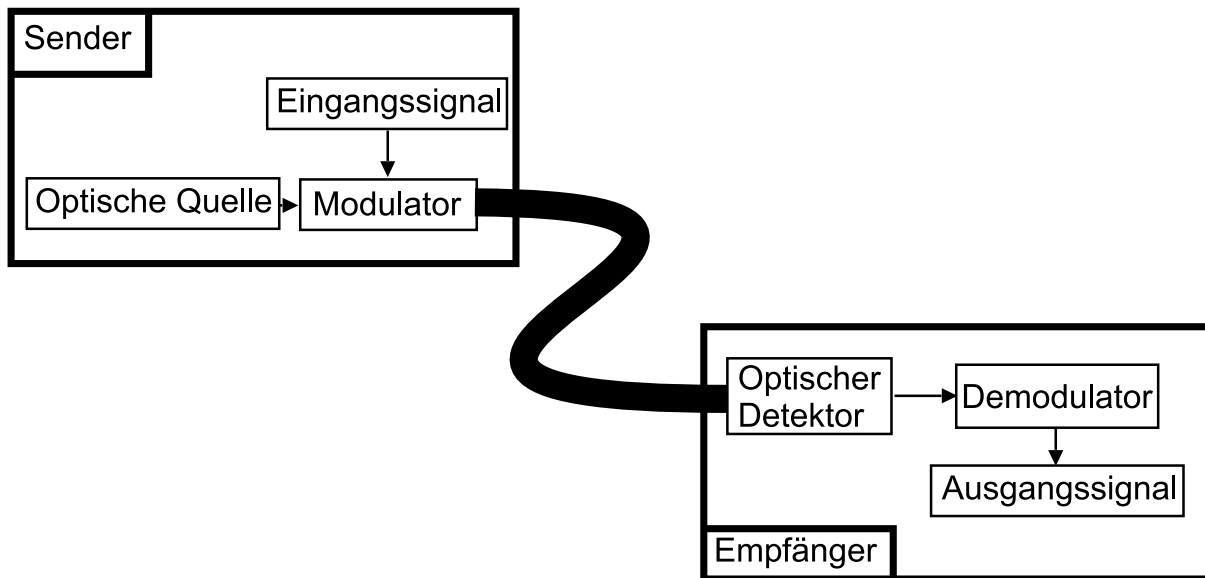 Sender
Eingangssignal
Optische Quelle
Modulator
Optischer
Detektor
Demodulator
Ausgangssignal
Empfänger